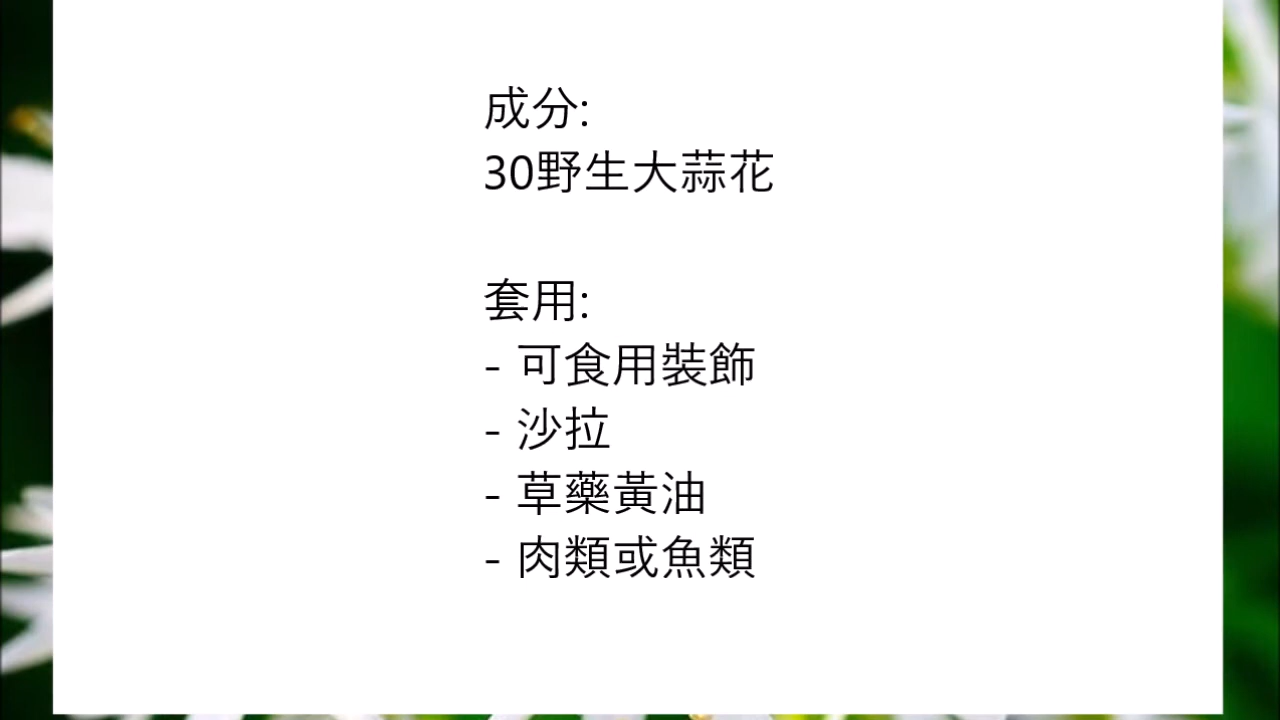 成分:
30野生大蒜花
套用:
- 可食用裝飾
- 沙拉
- 草藥黃油
- 肉類或魚類